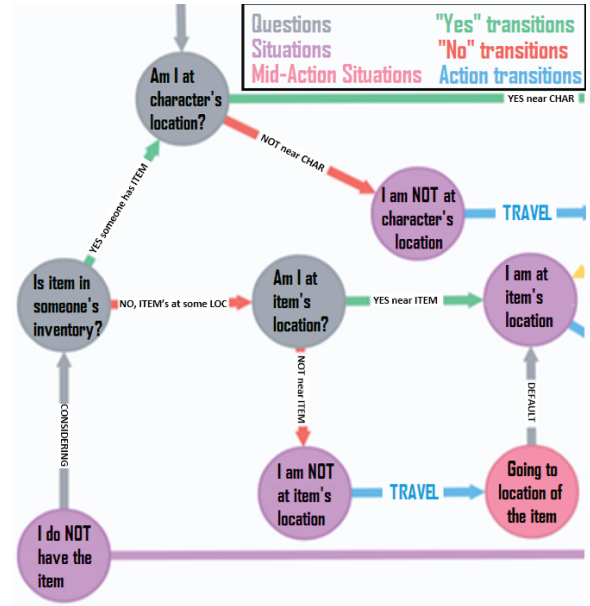 Questions
"Yes" transitions
Situations
"No" transitions
Mid-Action Situations
Action transitions
Am I at
character's
location?
YES near CHAR
NOT near CHAR
YES someone has ITEM
I am NOT at
character's
location
TRAVEL
Is item in
someone's
inventory?
NO, ITEM's at some LOC
Am I at
item's
location?
YES near ITEM
I am at
item's
location
NOT near ITEM
CONSIDERING
DEFAULT
I am NOT
at item's
location
TRAVEL
Going to
location of
the item
I do NOT
have the
item